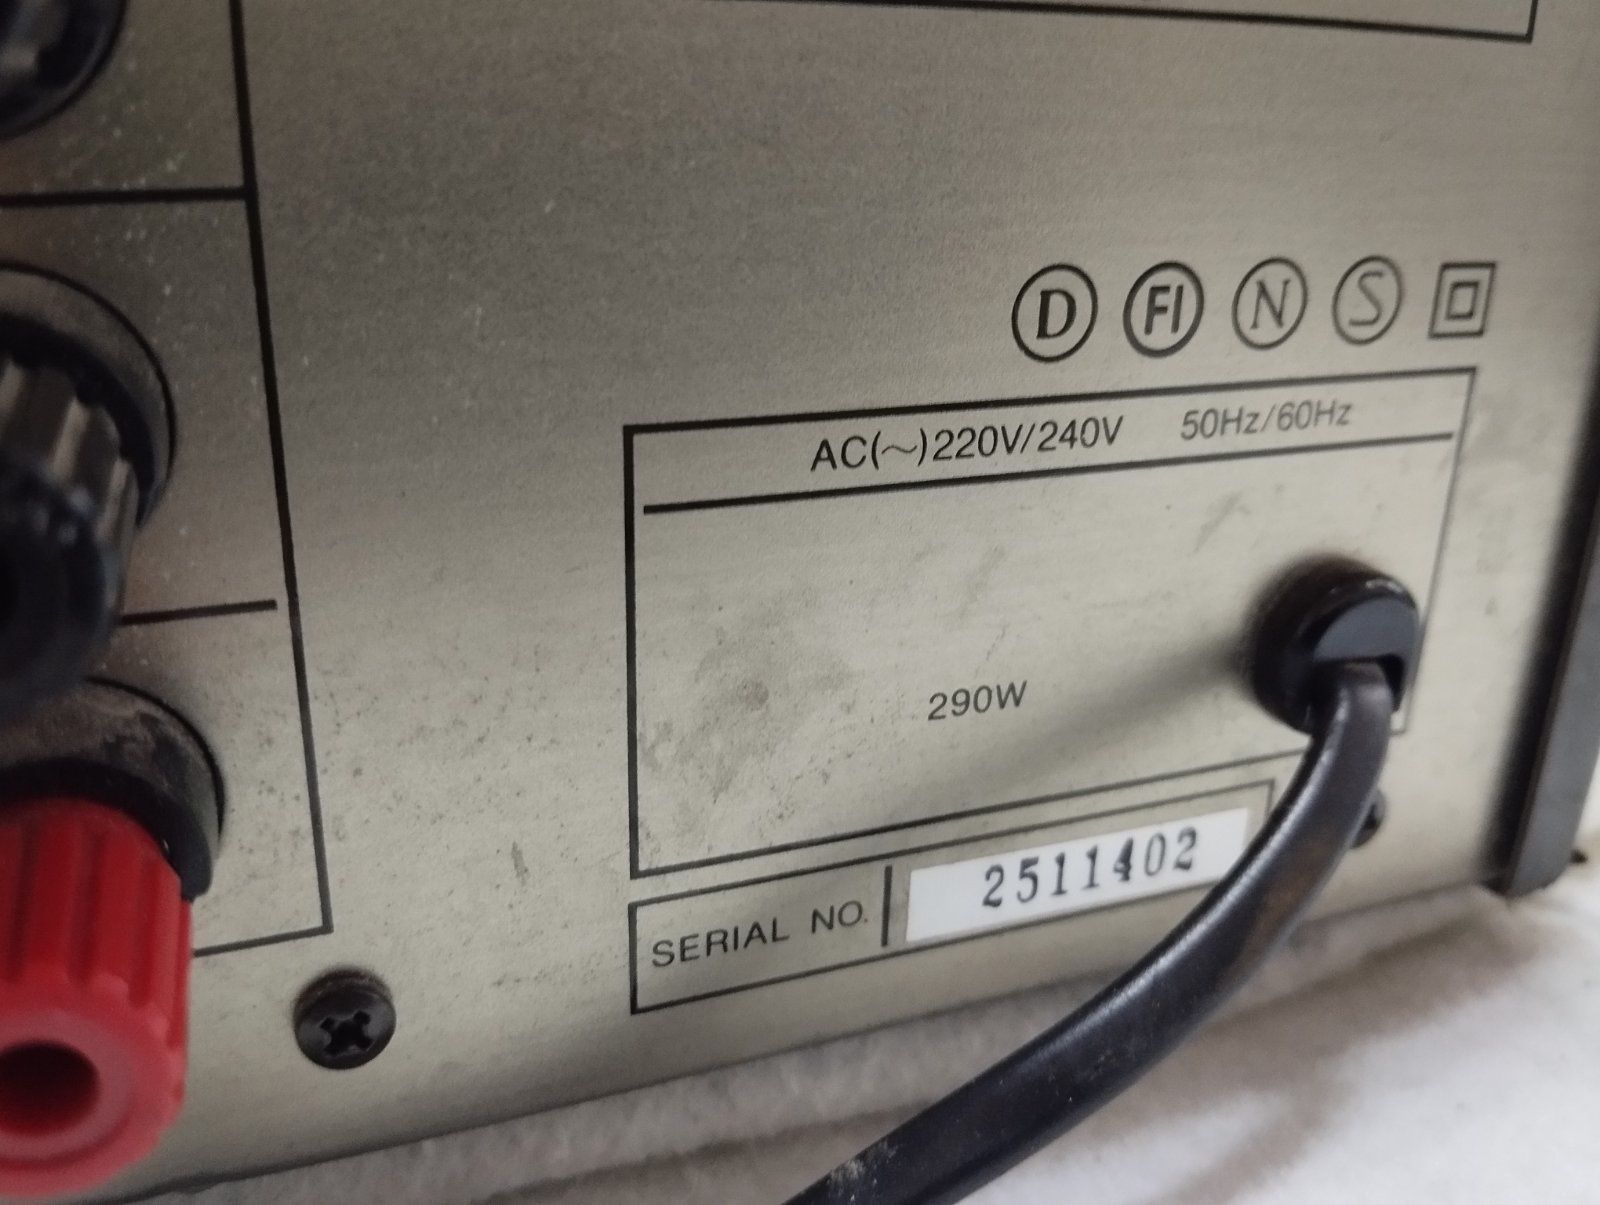 D FI N S
AC(~)220V/240V 50Hz/60Hz
290W
SERIAL NO. 2511402